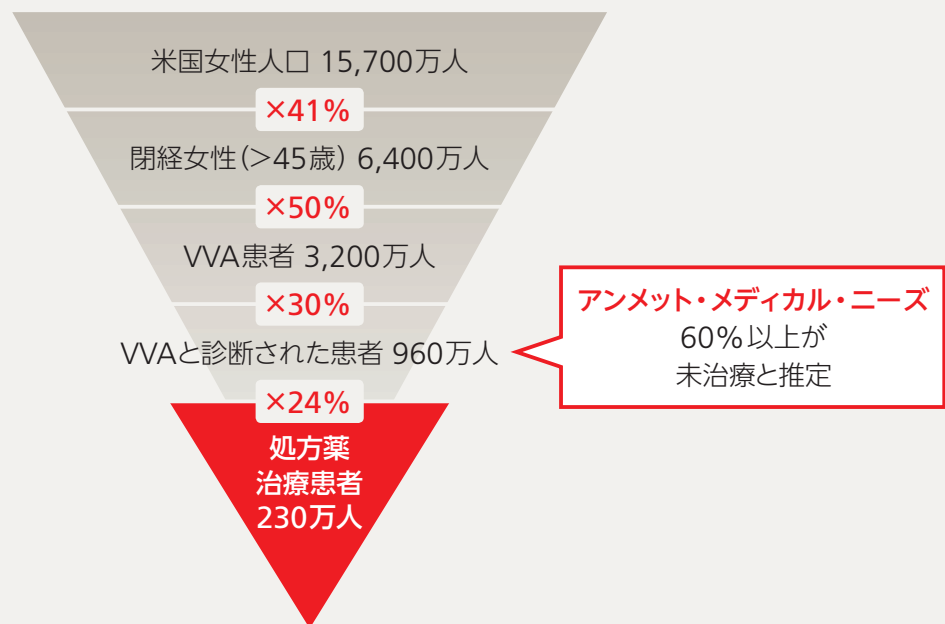 米国女性人口 15,700万人
×41%
閉経女性(>45歳) 6,400万人
×50%
VVA患者 3,200万人
×30%
VVAと診断された患者 960万人
アンメット・メディカル・ニーズ
60%以上が
未治療と推定
×24%
処方薬
治療患者
230万人